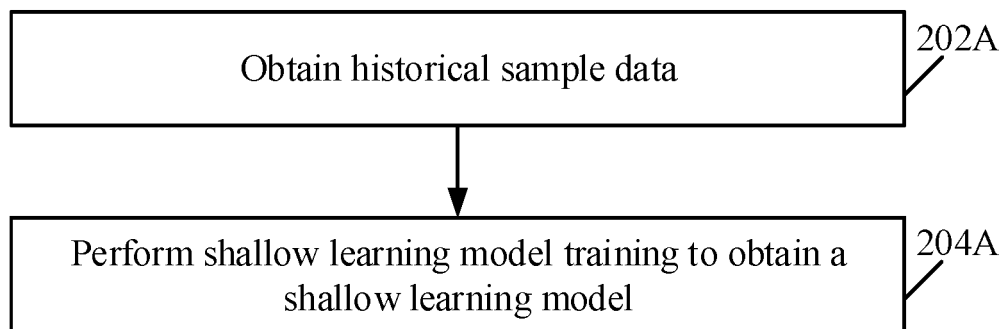 202A
Obtain historical sample data
204A
Perform shallow learning model training to obtain a
shallow learning model